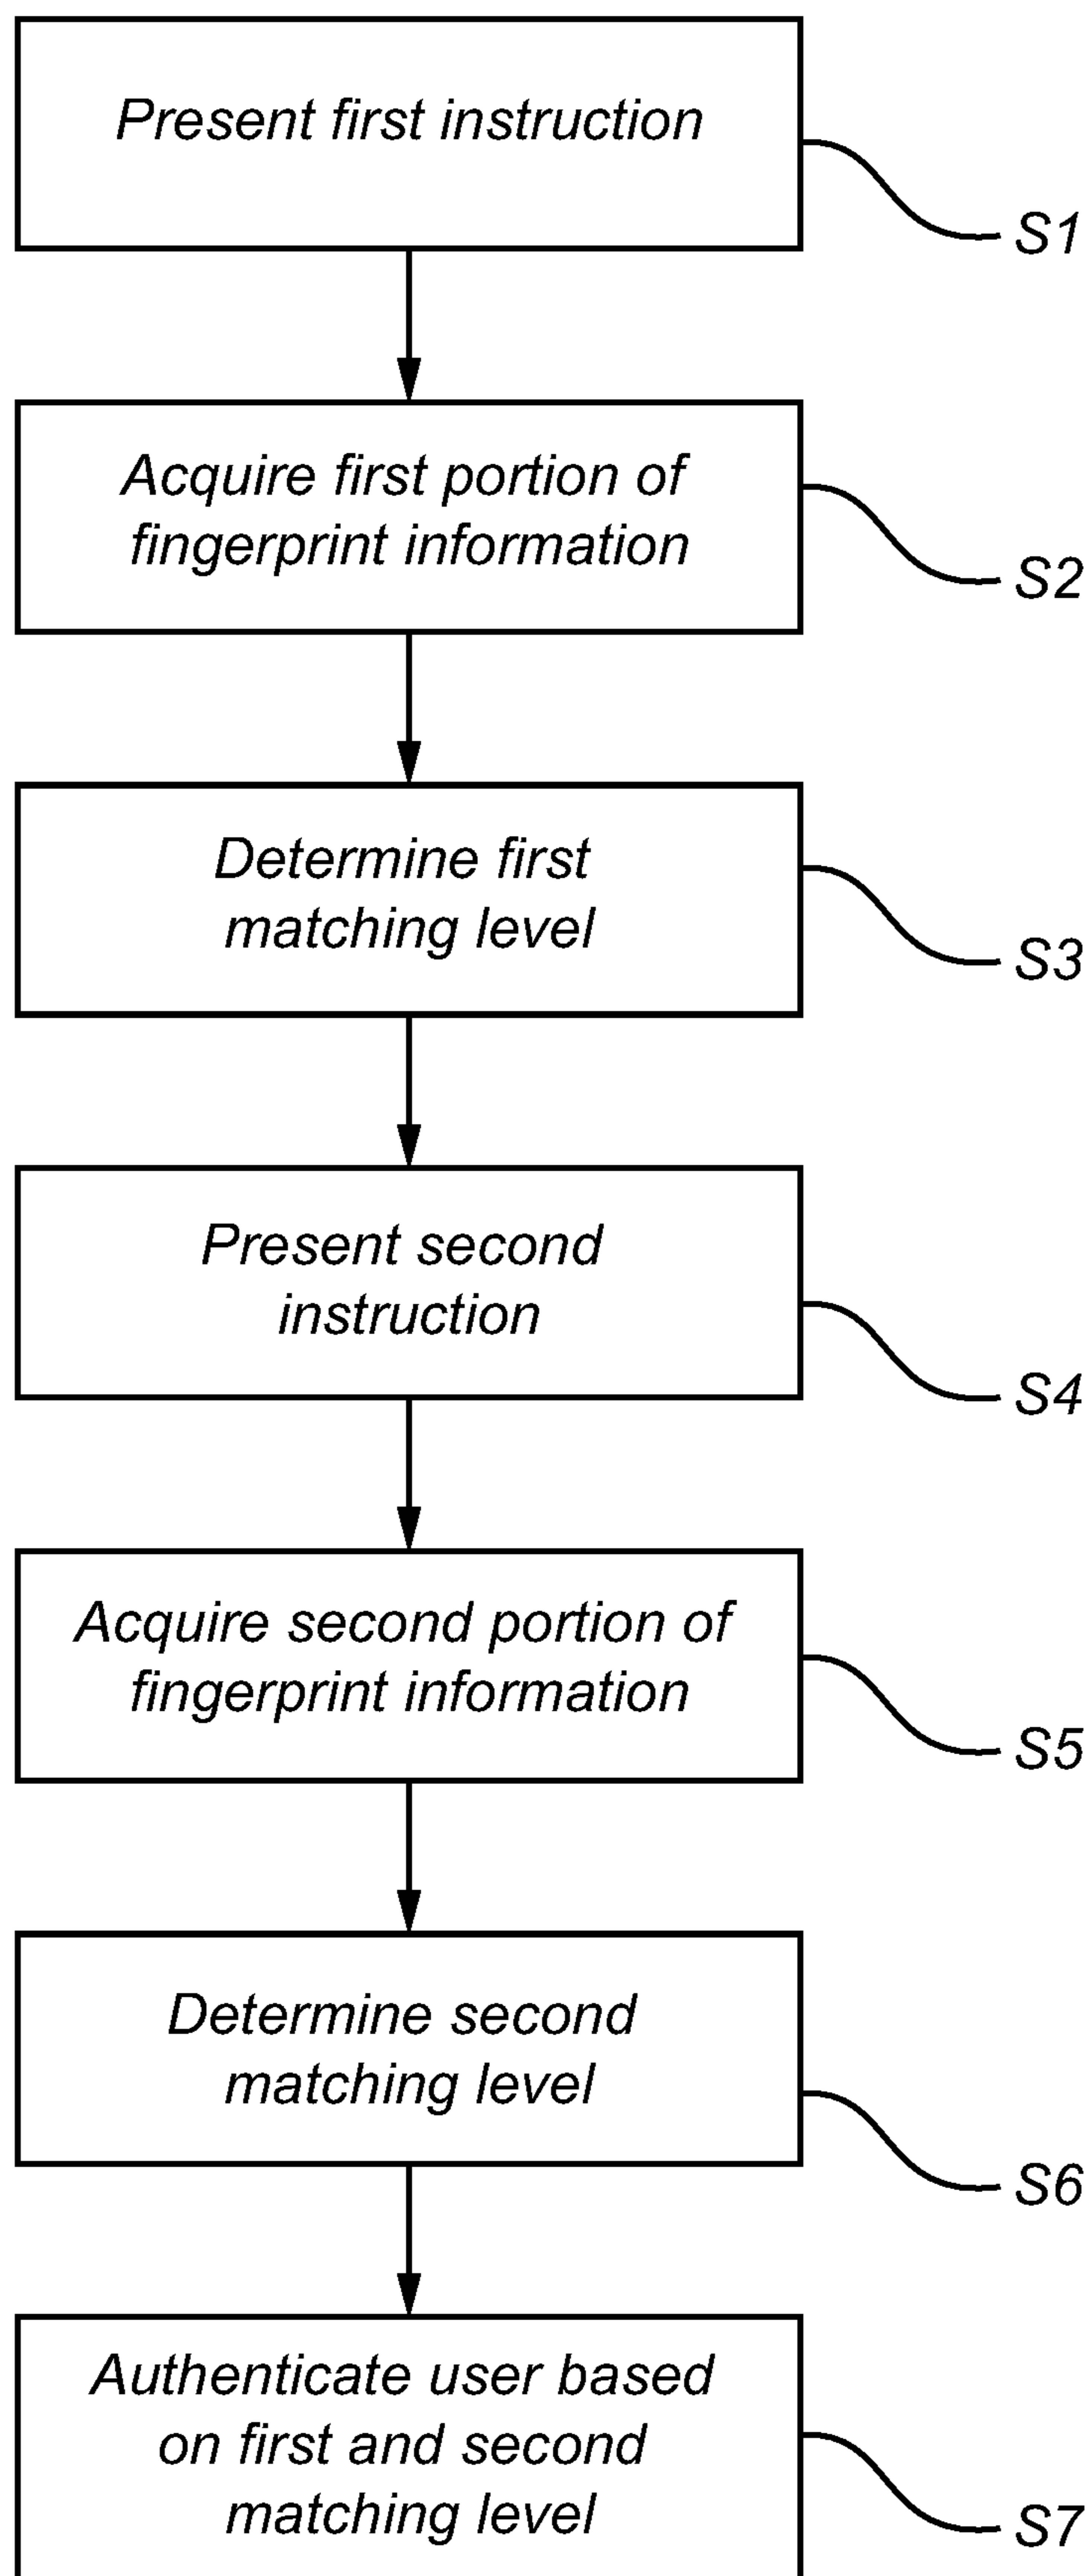 Present first instruction
S1
Acquire first portion of
fingerprint information
S2
Determine first
matching level
S3
Present second
instruction
S4
Acquire second portion of
fingerprint information
S5
Determine second
matching level
S6
Authenticate user based
on first and second
matching level
S7